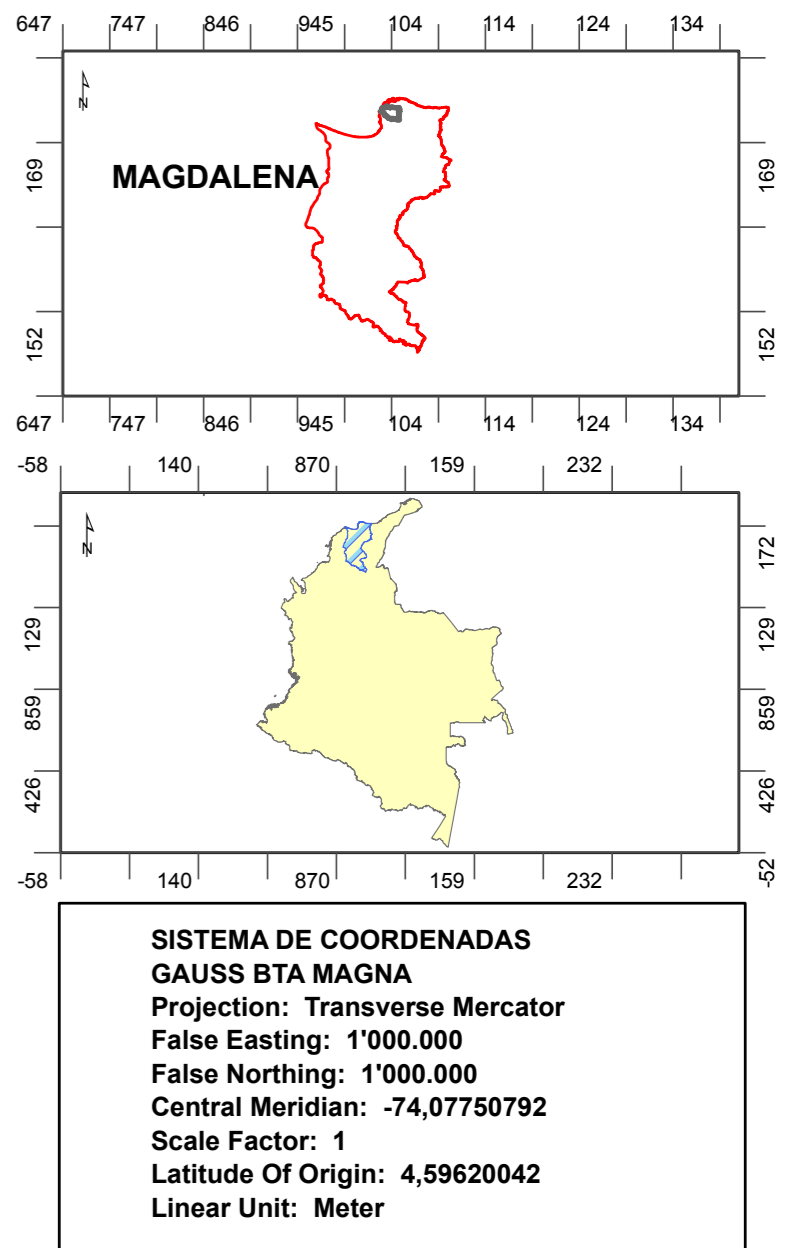 647 747 846 945 104 114 124 134
N
MAGDALENA
169 169
152 152
647 747 846 945 104 114 124 134
-58 140 870 159 232
N
172
129 129
859 859
426 426
-52
-58 140 870 159 232
SISTEMA DE COORDENADAS
GAUSS BTA MAGNA
Projection: Transverse Mercator
False Easting: 1'000.000
False Northing: 1'000.000
Central Meridian: -74,07750792
Scale Factor: 1
Latitude Of Origin: 4,59620042
Linear Unit: Meter